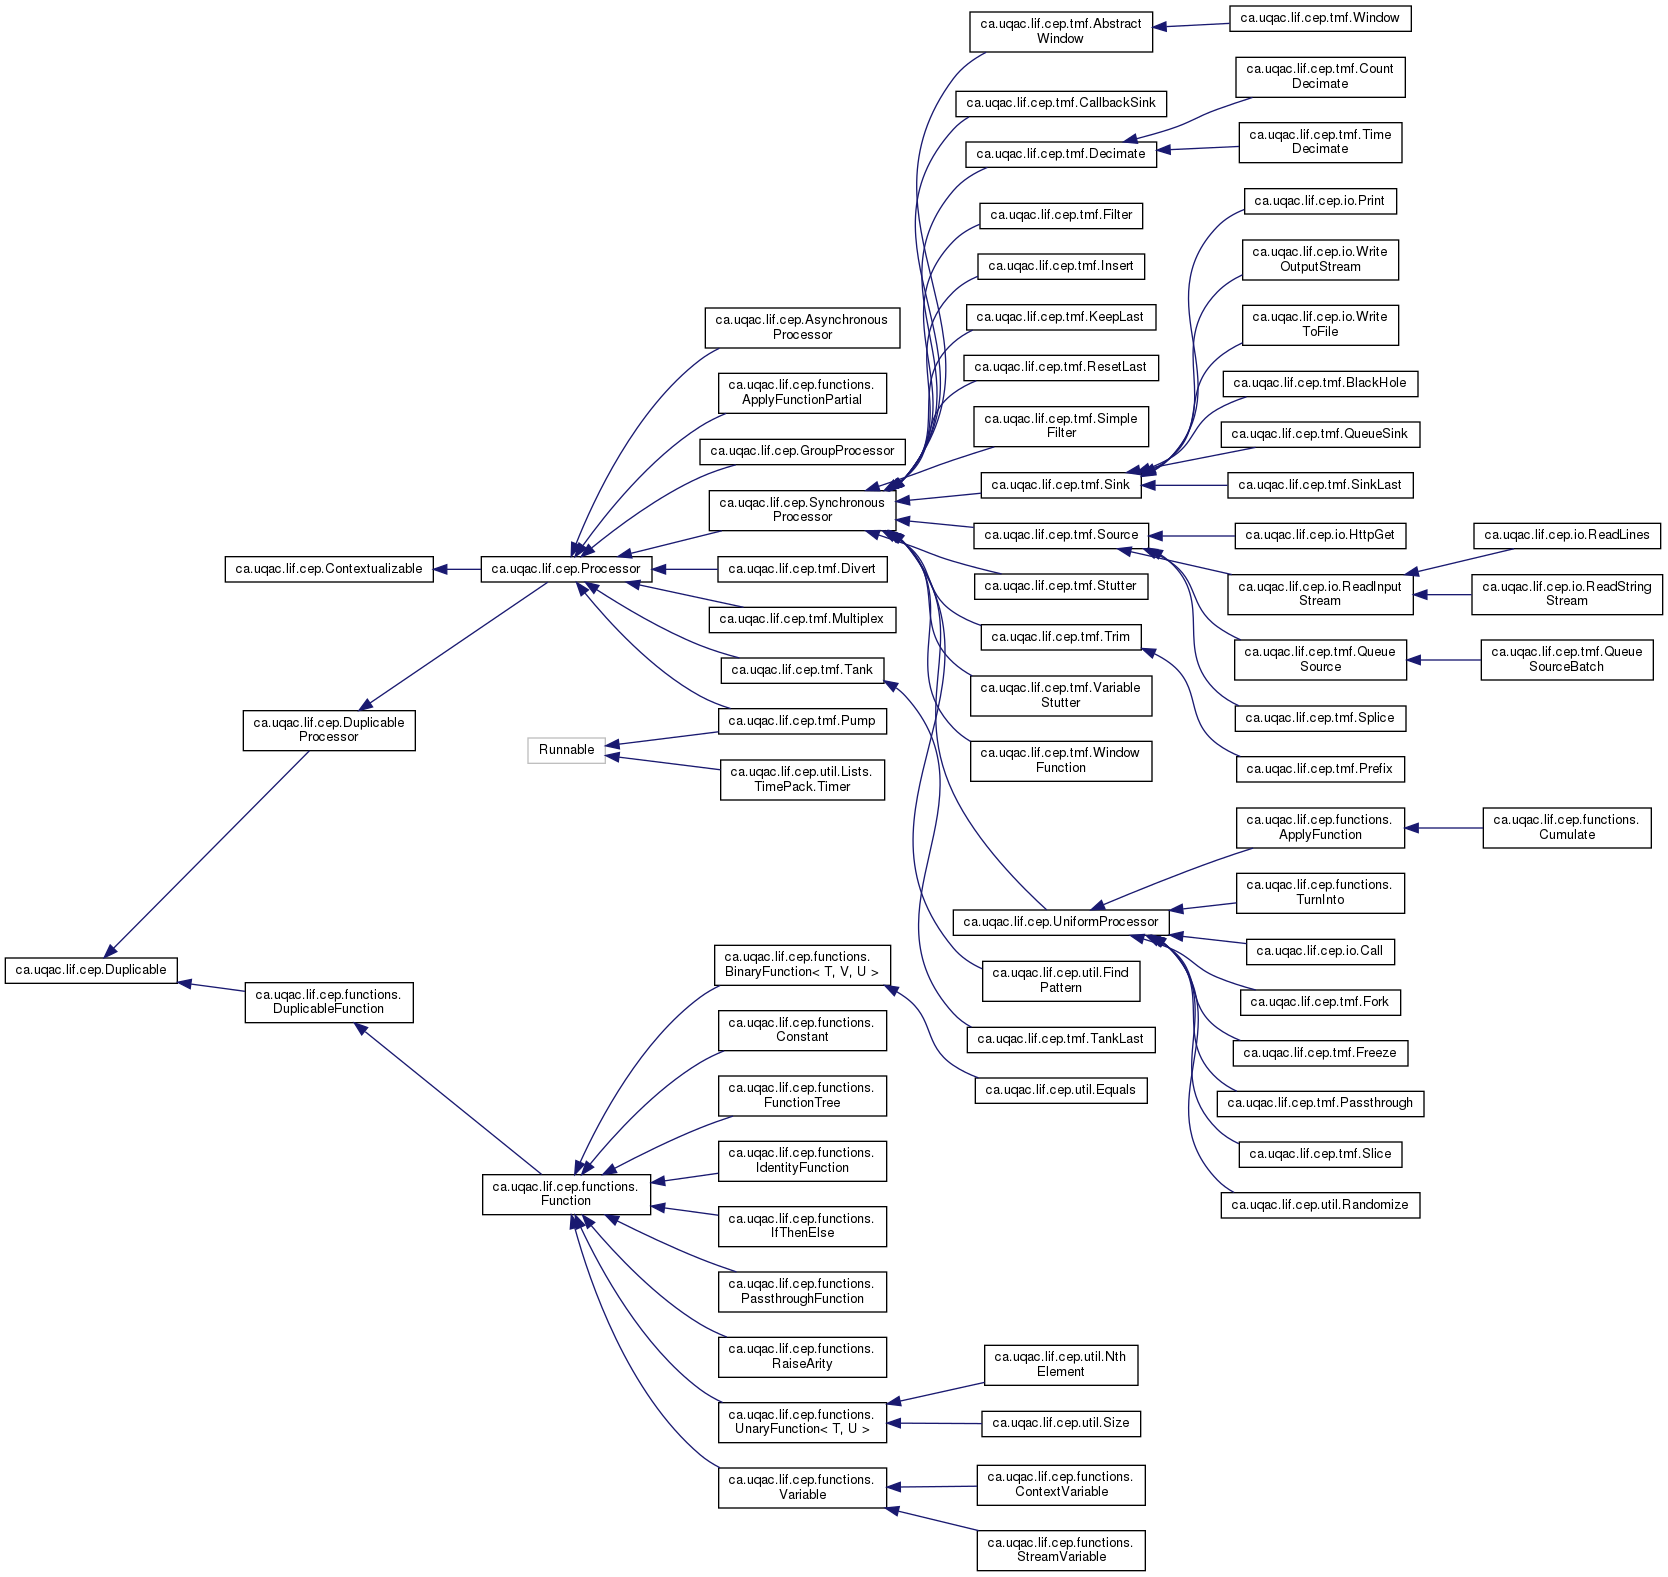 ca.uqac.lif.cep.Duplicable
ca.uqac.lif.cep.Contextualizable
ca.uqac.lif.cep.Duplicable
Processor
ca.uqac.lif.cep.functions.
DuplicableFunction
ca.uqac.lif.cep.Processor
Runnable
ca.uqac.lif.cep.functions.
Function
ca.uqac.lif.cep.Asynchronous
Processor
ca.uqac.lif.cep.functions.
ApplyFunctionPartial
ca.uqac.lif.cep.GroupProcessor
ca.uqac.lif.cep.Synchronous
Processor
ca.uqac.lif.cep.tmf.Divert
ca.uqac.lif.cep.tmf.Multiplex
ca.uqac.lif.cep.tmf.Tank
ca.uqac.lif.cep.tmf.Pump
ca.uqac.lif.cep.util.Lists.
TimePack.Timer
ca.uqac.lif.cep.functions.
BinaryFunction< T, V, U >
ca.uqac.lif.cep.functions.
Constant
ca.uqac.lif.cep.functions.
FunctionTree
ca.uqac.lif.cep.functions.
IdentityFunction
ca.uqac.lif.cep.functions.
IfThenElse
ca.uqac.lif.cep.functions.
PassthroughFunction
ca.uqac.lif.cep.functions.
RaiseArity
ca.uqac.lif.cep.functions.
UnaryFunction< T, U >
ca.uqac.lif.cep.functions.
Variable
ca.uqac.lif.cep.tmf.Abstract
Window
ca.uqac.lif.cep.tmf.CallbackSink
ca.uqac.lif.cep.tmf.Decimate
ca.uqac.lif.cep.tmf.Filter
ca.uqac.lif.cep.tmf.Insert
ca.uqac.lif.cep.tmf.KeepLast
ca.uqac.lif.cep.tmf.ResetLast
ca.uqac.lif.cep.tmf.Simple
Filter
ca.uqac.lif.cep.tmf.Sink
ca.uqac.lif.cep.tmf.Source
ca.uqac.lif.cep.tmf.Stutter
ca.uqac.lif.cep.tmf.Trim
ca.uqac.lif.cep.tmf.Variable
Stutter
ca.uqac.lif.cep.tmf.Window
Function
ca.uqac.lif.cep.UniformProcessor
ca.uqac.lif.cep.util.Find
Pattern
ca.uqac.lif.cep.tmf.TankLast
ca.uqac.lif.cep.util.Equals
ca.uqac.lif.cep.util.Nth
Element
ca.uqac.lif.cep.util.Size
ca.uqac.lif.cep.functions.
ContextVariable
ca.uqac.lif.cep.functions.
StreamVariable
ca.uqac.lif.cep.tmf.Window
ca.uqac.lif.cep.tmf.Count
Decimate
ca.uqac.lif.cep.tmf.Time
Decimate
ca.uqac.lif.cep.io.Print
ca.uqac.lif.cep.io.Write
OutputStream
ca.uqac.lif.cep.io.Write
ToFile
ca.uqac.lif.cep.tmf.BlackHole
ca.uqac.lif.cep.tmf.QueueSink
ca.uqac.lif.cep.tmf.SinkLast
ca.uqac.lif.cep.io.HttpGet
ca.uqac.lif.cep.io.ReadInput
Stream
ca.uqac.lif.cep.tmf.Queue
Source
ca.uqac.lif.cep.tmf.Splice
ca.uqac.lif.cep.tmf.Prefix
ca.uqac.lif.cep.functions.
ApplyFunction
ca.uqac.lif.cep.functions.
TurnInto
ca.uqac.lif.cep.io.Call
ca.uqac.lif.cep.tmf.Fork
ca.uqac.lif.cep.tmf.Freeze
ca.uqac.lif.cep.tmf.Passthrough
ca.uqac.lif.cep.tmf.Slice
ca.uqac.lif.cep.util.Randomize
ca.uqac.lif.cep.io.ReadLines
ca.uqac.lif.cep.io.ReadString
Stream
ca.uqac.lif.cep.tmf.Queue
SourceBatch
ca.uqac.lif.cep.functions.
Cumulate